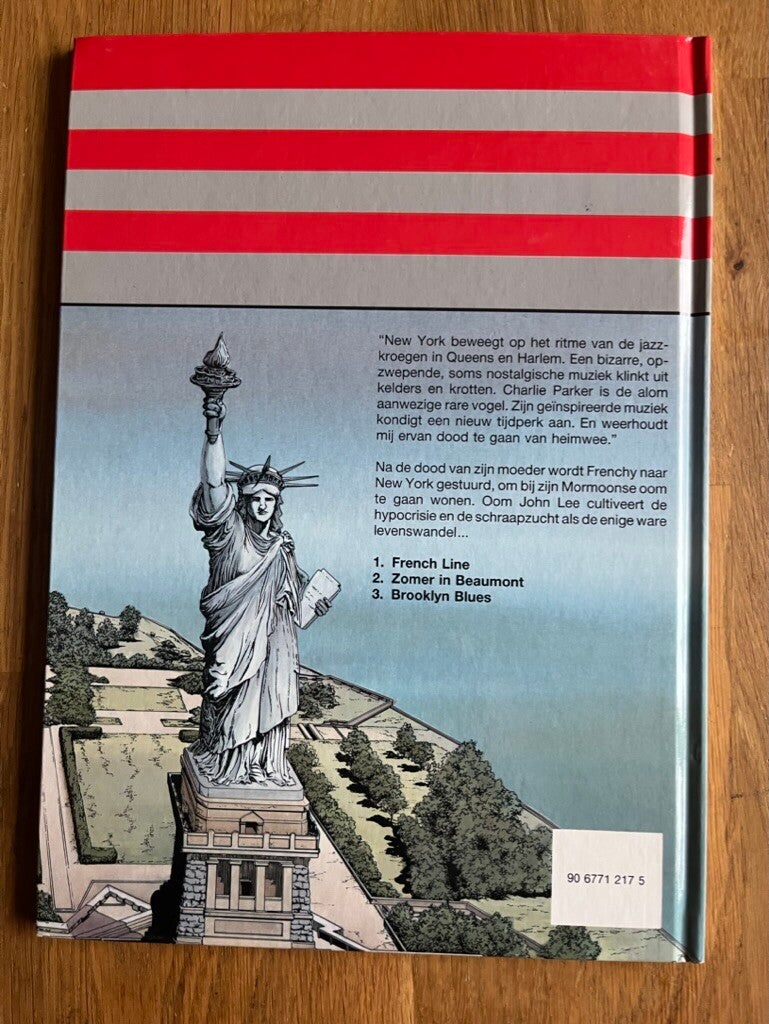 "New York beweegt op het ritme van de jazz-
kroegen in Queens en Harlem. Een bizarre, op-
zwepende, soms nostalgische muziek klinkt uit
kelders en krotten. Charlie Parker is de alom
aanwezige rare vogel. Zijn geïnspireerde muziek
kondigt een nieuw tijdperk aan. En weerhoudt
mij ervan dood te gaan van heimwee."
Na de dood van zijn moeder wordt Frenchy naar
New York gestuurd, om bij zijn Mormoonse oom
te gaan wonen. Oom John Lee cultiveert de
hypocrisie en de schraapzucht als de enige ware
levenswandel...
1. French Line
2. Zomer in Beaumont
3. Brooklyn Blues
90 6771 217 5